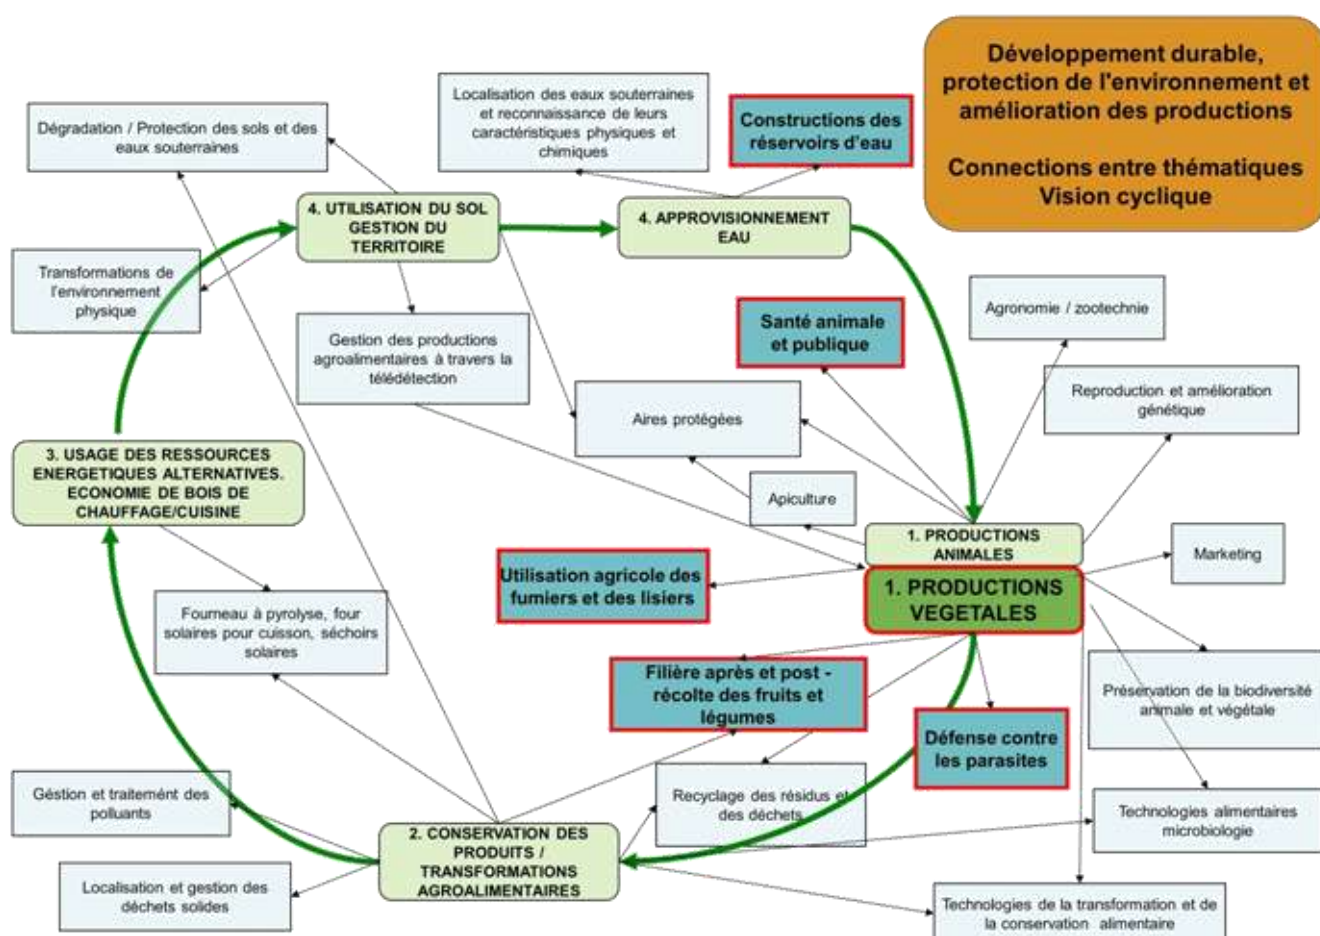 Développement durable,
protection de l'environnement et
amélioration des productions
Connections entre thématiques
Vision cyclique
Localisation des eaux souterraines
et reconnaissance de leurs
caractéristiques physiques et
chimiques
Constructions des
réservoirs d'eau
Dégradation / Protection des sols et des
eaux souterraines
4. UTILISATION DU SOL
GESTION DU
TERRITOIRE
4. APPROVISIONNEMENT
EAU
Transformations de
l'environnement
physique
Gestion des productions
agroalimentaires à travers la
télédétection
Santé animale
et publique
Agronomie / zootechnie
Reproduction et amélioration
génétique
Aires protégées
3. USAGE DES RESSOURCES
ENERGETIQUES ALTERNATIVES.
ECONOMIE DE BOIS DE
CHAUFFAGE/CUISINE
Apiculture
1. PRODUCTIONS
ANIMALES
Marketing
Utilisation agricole des
fumiers et des lisiers
1. PRODUCTIONS
VEGETALES
Fourneau à pyrolyse, four
solaires pour cuisson, séchoirs
solaires
Filière après et post -
récolte des fruits et
légumes
Préservation de la biodiversité
animale et végétale
Défense contre
les parasites
Géstion et traitemént des
polluants
Recyclage des résidus et
des déchets
Technologies alimentaires
microbiologie
2. CONSERVATION DES
PRODUITS /
TRANSFORMATIONS
AGROALIMENTAIRES
Localisation et gestion des
déchets solides
Technologies de la transformation et de
la conservation alimentaire